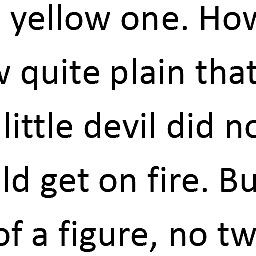 yellow one. How
quite plain that
little devil did no
ld get on fire. Bu
of a figure, no tw